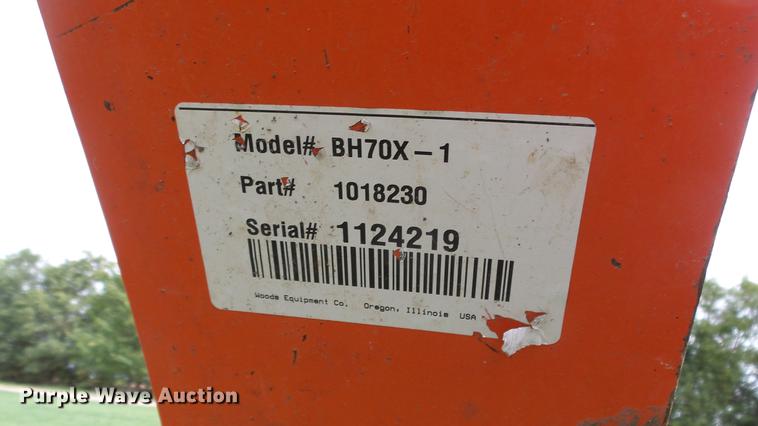 Model# BH70X-1
Part# 1018230
Serial# 1124219
Woods Equipment Co. Oregon, Illinois USA
Purple Wave Auction